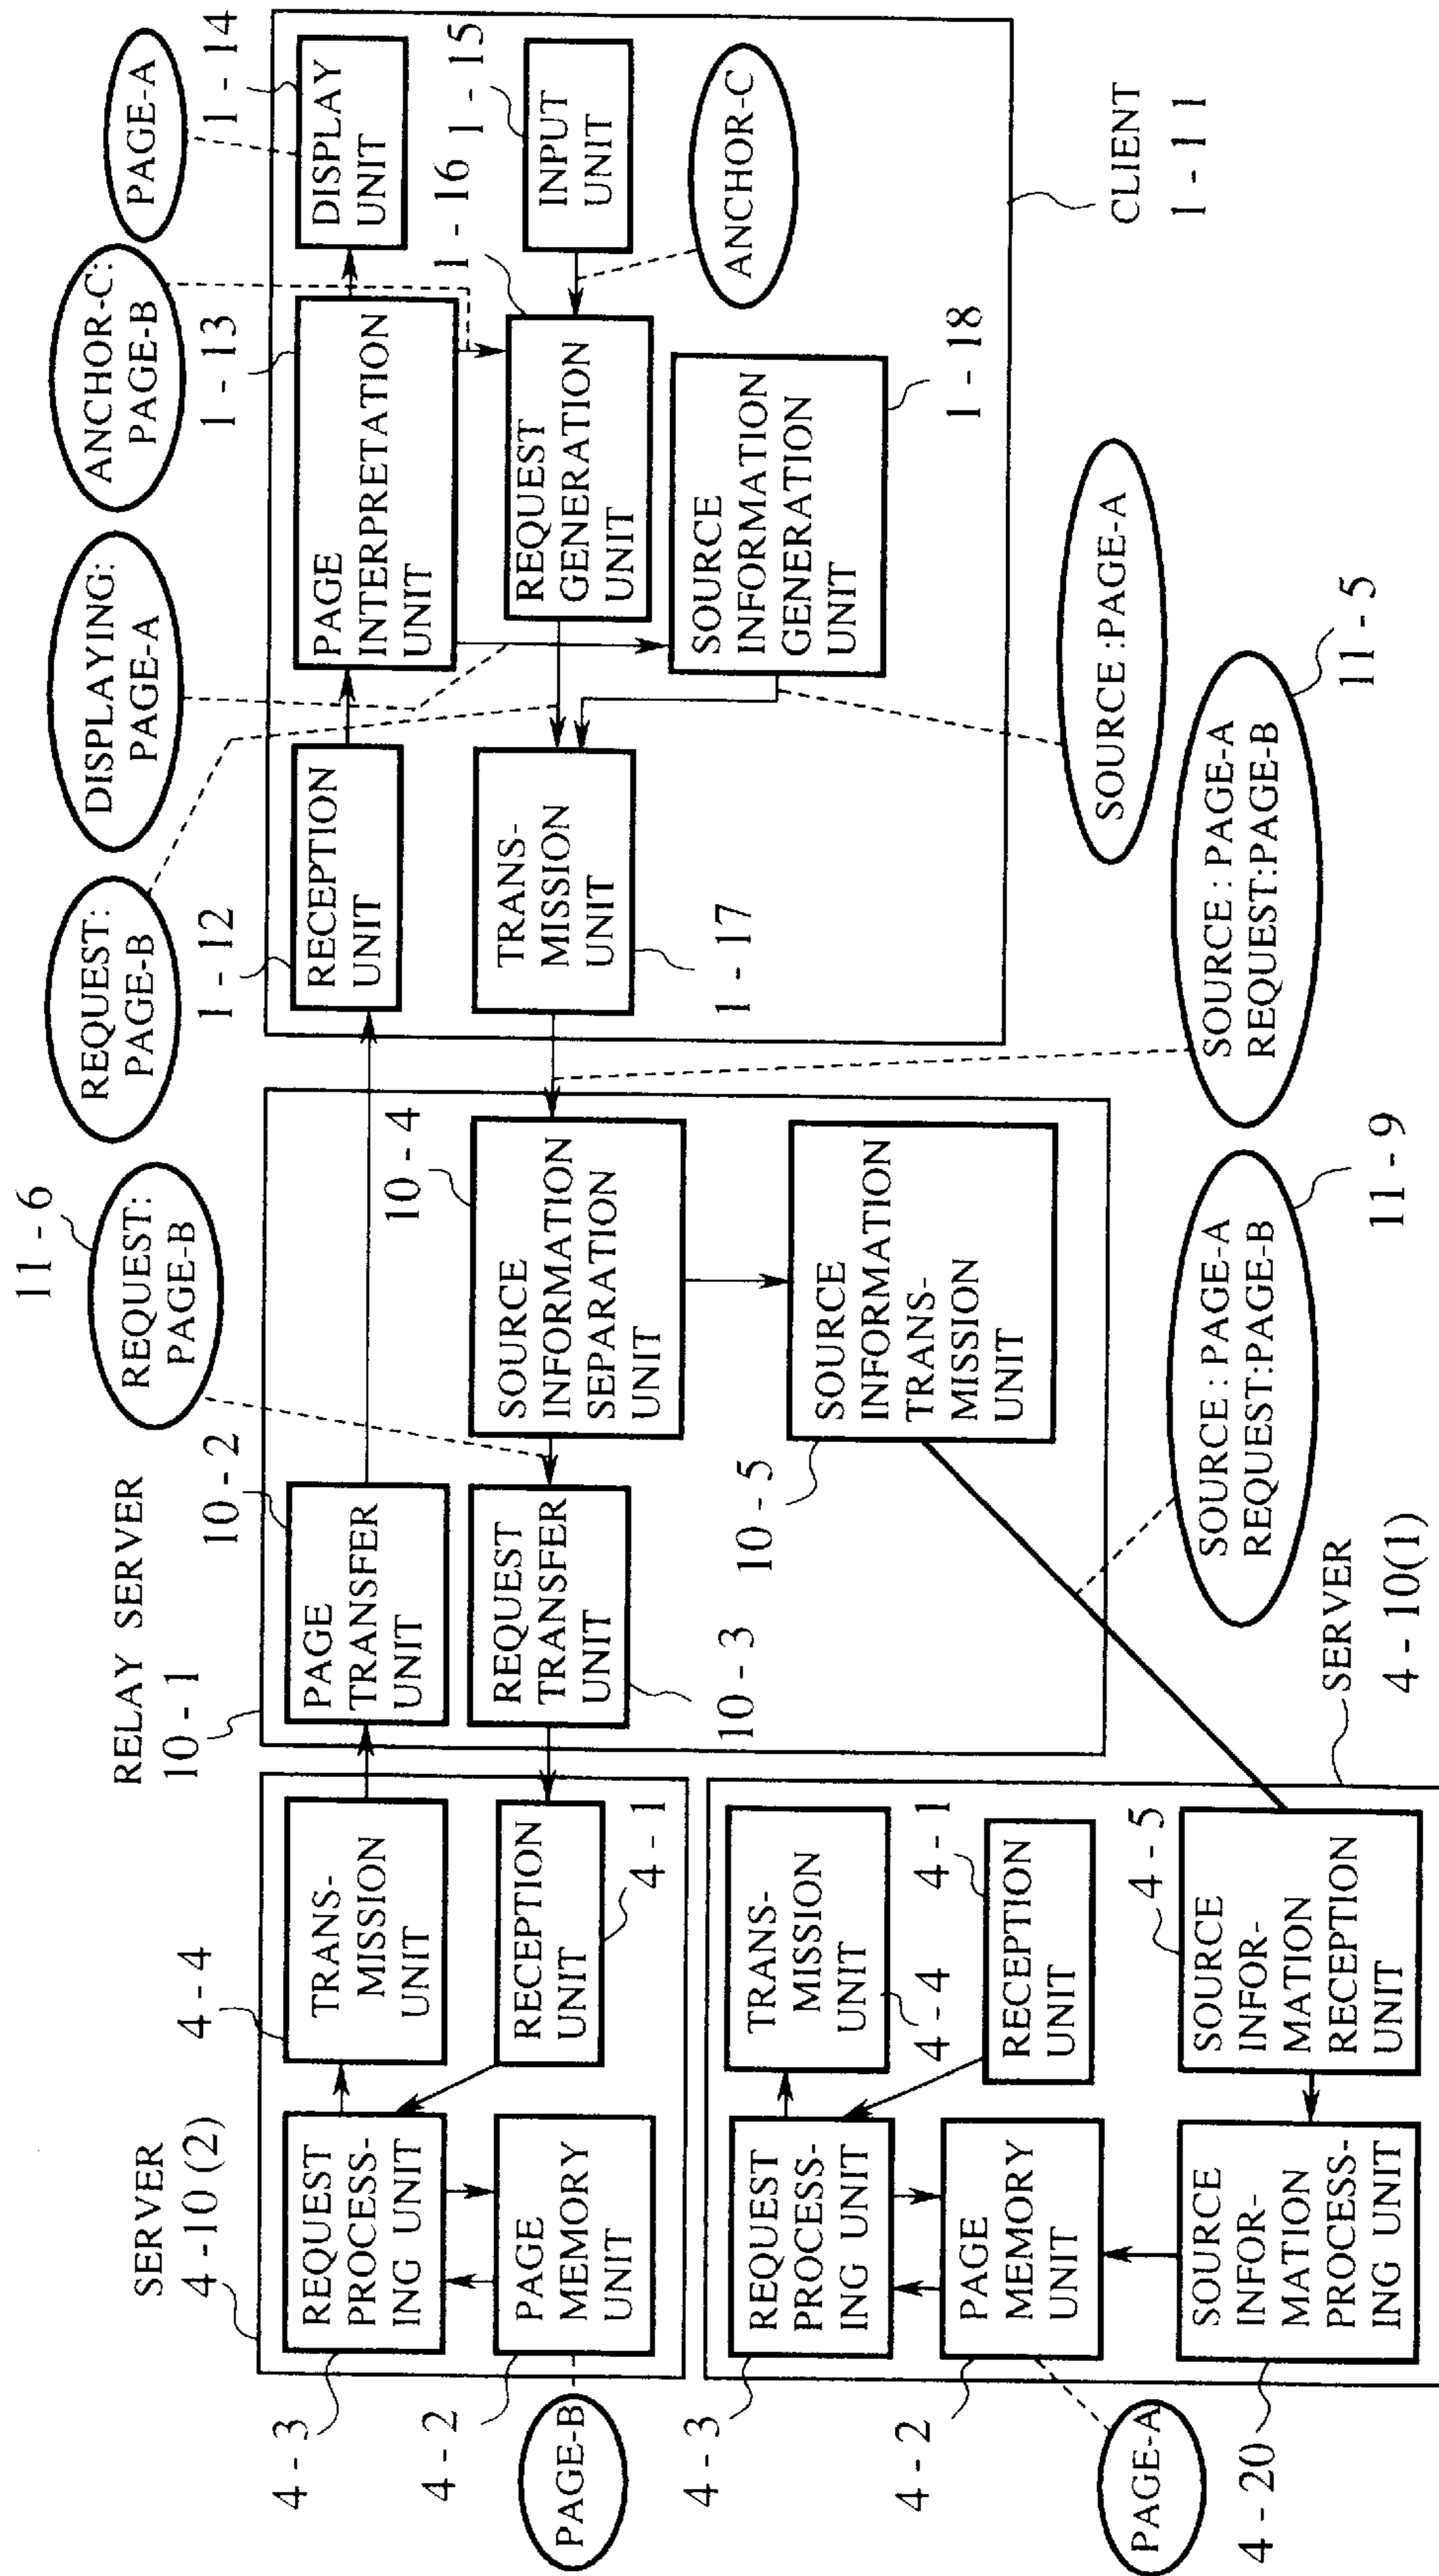 SERVER
4 - 10 (2)
4 - 3
REQUEST
PROCESS-
ING UNIT
4 - 4
TRANS-
MISSION
UNIT
4 - 2
PAGE
MEMORY
UNIT
RECEPTION
UNIT
4 - 1
PAGE-B
4 - 3
REQUEST
PROCESS-
ING UNIT
TRANS-
MISSION
UNIT
4 - 4
4 - 2
PAGE
MEMORY
UNIT
4 - 1
RECEPTION
UNIT
PAGE-A
4 - 20
SOURCE
INFOR-
MATION
PROCESS-
ING UNIT
4 - 5
SOURCE
INFOR-
MATION
RECEPTION
UNIT
SERVER
4 - 10(1)
RELAY SERVER
10 - 1
10 - 2
PAGE
TRANSFER
UNIT
11 - 6
REQUEST:
PAGE-B
REQUEST
TRANSFER
UNIT
10 - 3
10 - 4
SOURCE
INFORMATION
SEPARATION
UNIT
10 - 5
SOURCE
INFORMATION
TRANS-
MISSION
UNIT
SOURCE : PAGE-A
REQUEST:PAGE-B
11 - 9
REQUEST:
PAGE-B
DISPLAYING:
PAGE-A
ANCHOR-C:
PAGE-B
PAGE-A
1 - 12
RECEPTION
UNIT
1 - 13
PAGE
INTERPRETATION
UNIT
1 - 14
DISPLAY
UNIT
TRANS-
MISSION
UNIT
1 - 17
1 - 16
REQUEST
GENERATION
UNIT
1 - 15
INPUT
UNIT
SOURCE
INFORMATION
GENERATION
UNIT
1 - 18
ANCHOR-C
SOURCE :PAGE-A
SOURCE : PAGE-A
REQUEST:PAGE-B
11 - 5
CLIENT
1 - 11